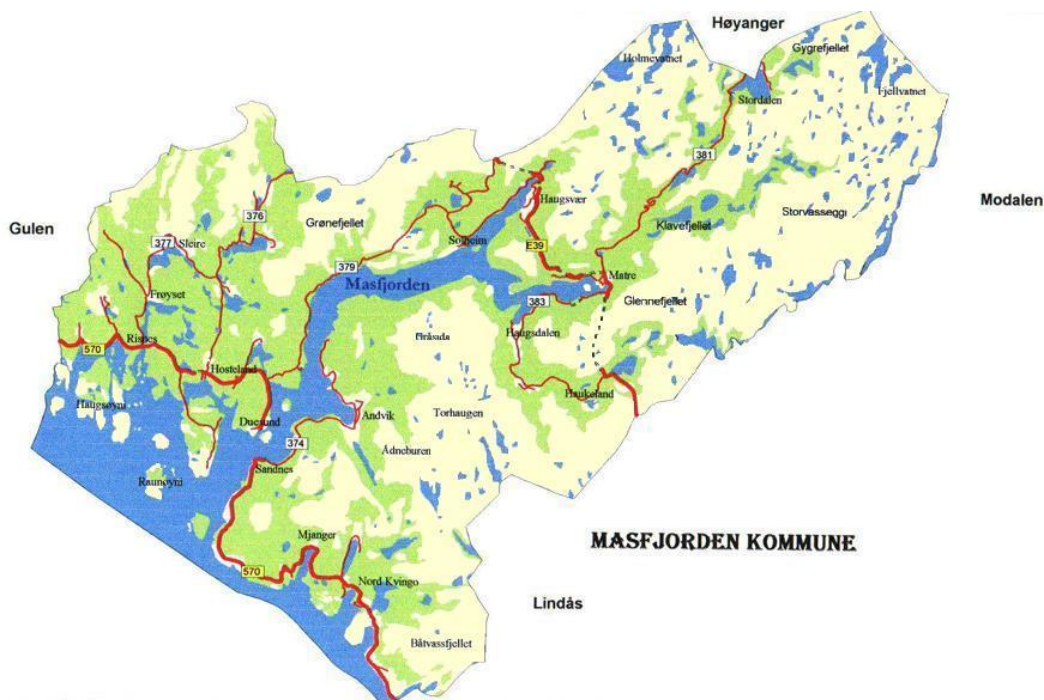 Høyanger
Gygrefjellet
Holmevatnet
Fjellvatnet
Stordalen
381
Modalen
Haugsvær
376
Grønefjellet
Storvasseggi
Klavefjellet
Gulen
377
Sleire
Solheim
E39
379
Masfjorden
Matre
Frøyset
383
Glennefjellet
Risnes
Haugsdalen
570
Hosteland
Haukeland
Haugsøyni
Duesund
Andvik
Torhaugen
374
Ådneburen
Sandnes
Raunøyni
Mjanger
MASFJORDEN KOMMUNE
570
Nord Kvingo
Lindås
Båtvassfjellet